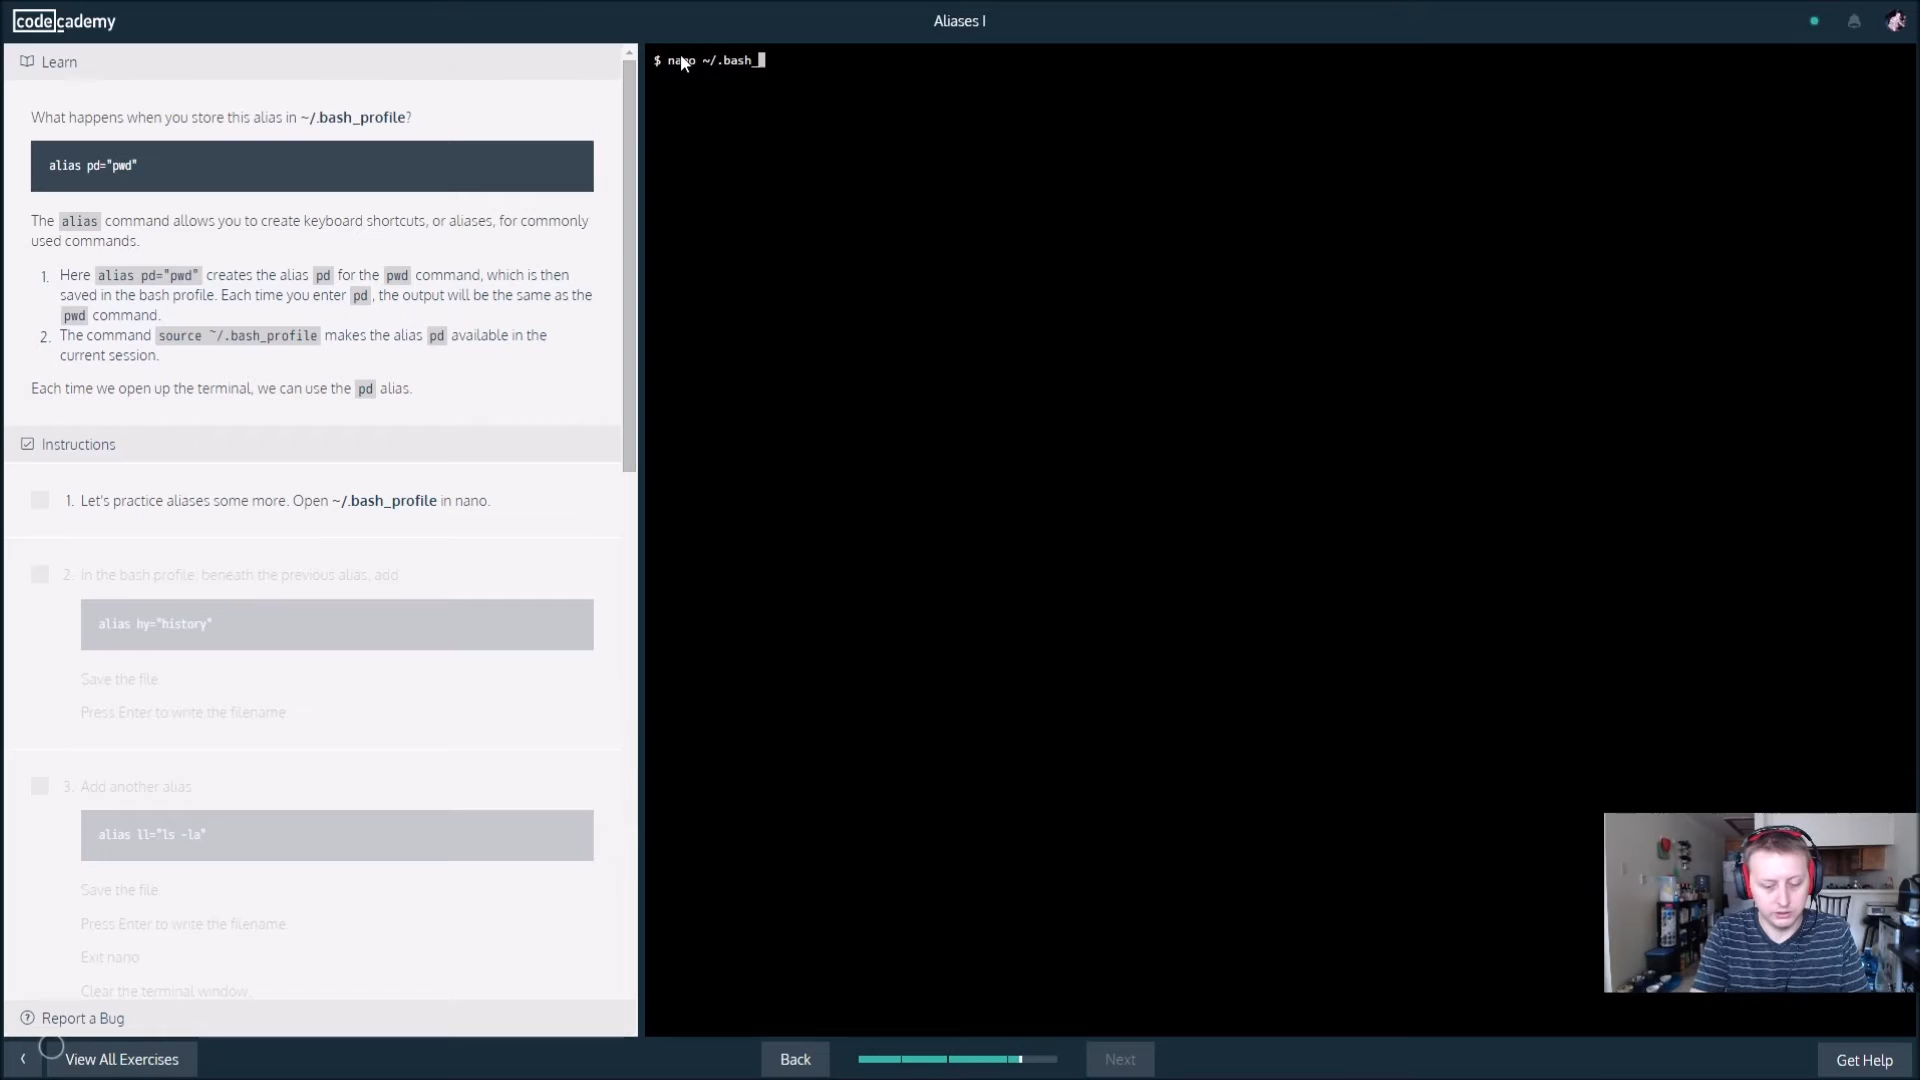 codecademy
Aliases I
Learn
What happens when you store this alias in ~/.bash_profile?
alias pd="pwd"
The alias command allows you to create keyboard shortcuts, or aliases, for commonly
used commands.
1. Here alias pd="pwd" creates the alias pd for the pwd command, which is then
saved in the bash profile. Each time you enter pd, the output will be the same as the
pwd command.
2. The command source ~/.bash_profile makes the alias pd available in the
current session.
Each time we open up the terminal, we can use the pd alias.
Instructions
1. Let's practice aliases some more. Open ~/.bash_profile in nano.
2. In the bash profile, beneath the previous alias, add
alias hy="history"
Save the file.
Press Enter to write the filename
3. Add another alias
alias ll="ls -la"
Save the file.
Press Enter to write the filename.
Exit nano
Clear the terminal window.
Report a Bug
View All Exercises
$ nano ~/.bash_
Back
Next
Get Help